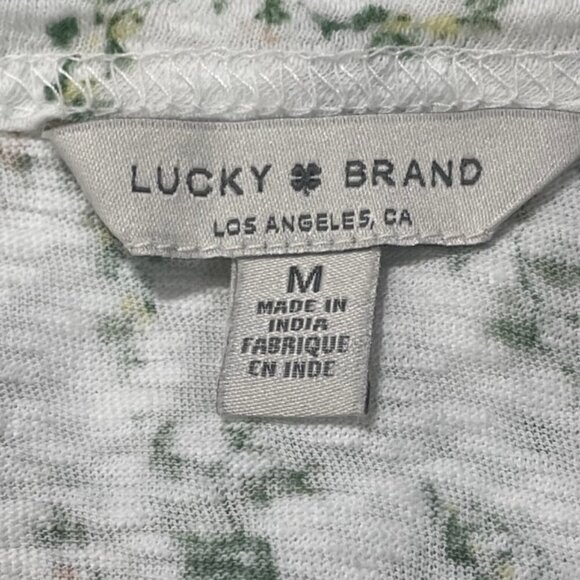 LUCKY BRAND
LOS ANGELES, CA
M
MADE IN
INDIA
FABRIQUE
EN INDE